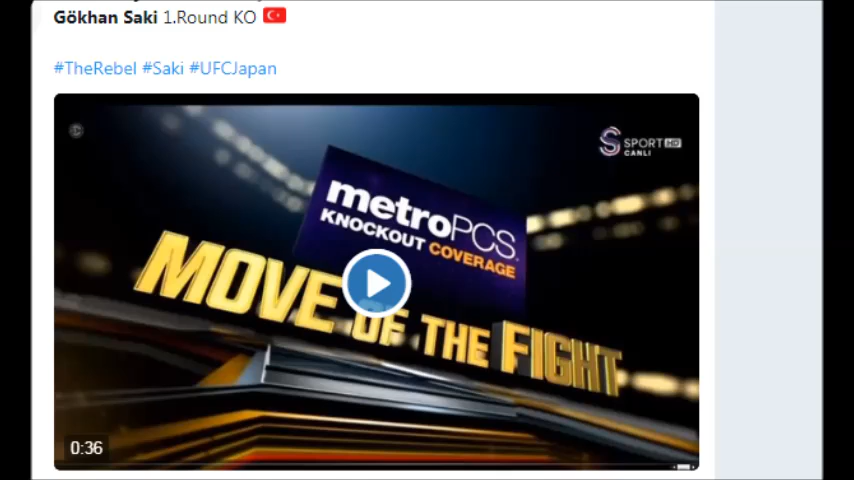 Gökhan Saki 1.Round KO 🇹🇷
#TheRebel #Saki #UFCJapan
S SPORT HD
CANLI
metroPCS.
KNOCKOUT COVERAGE
MOVE OF THE FIGHT
0:36